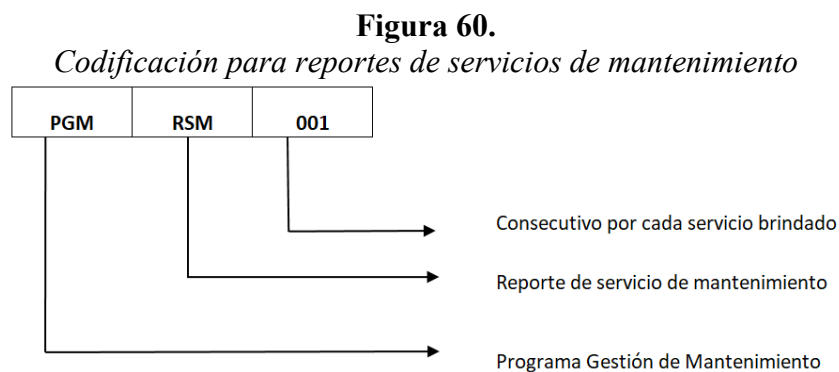 Figura 60.
Codificación para reportes de servicios de mantenimiento
PGM RSM 001
Consecutivo por cada servicio brindado
Reporte de servicio de mantenimiento
Programa Gestión de Mantenimiento